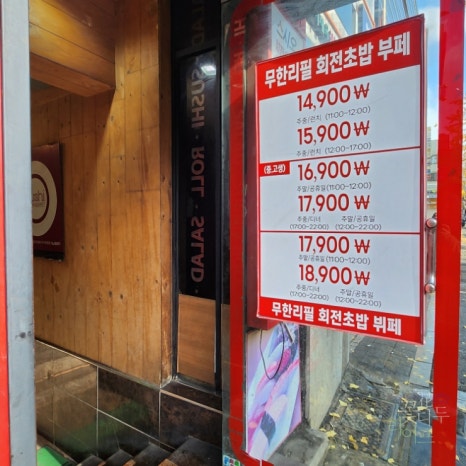 무한리필 회전초밥 부페
14,900₩
주중/런치 (11:00~12:00)
15,900₩
주중/런치 (12:00~17:00)
(중.고생) 16,900₩
주말/공휴일(11:00~12:00)
17,900₩
주중/디너 주말/공휴일
(17:00~22:00) (12:00~22:00)
17,900₩
주말/공휴일(11:00~12:00)
18,900₩
주중/디너 주말/공휴일
(17:00~22:00) (12:00~22:00)
무한리필 회전초밥 뷔페
SUSHI · ROLL · SALAD